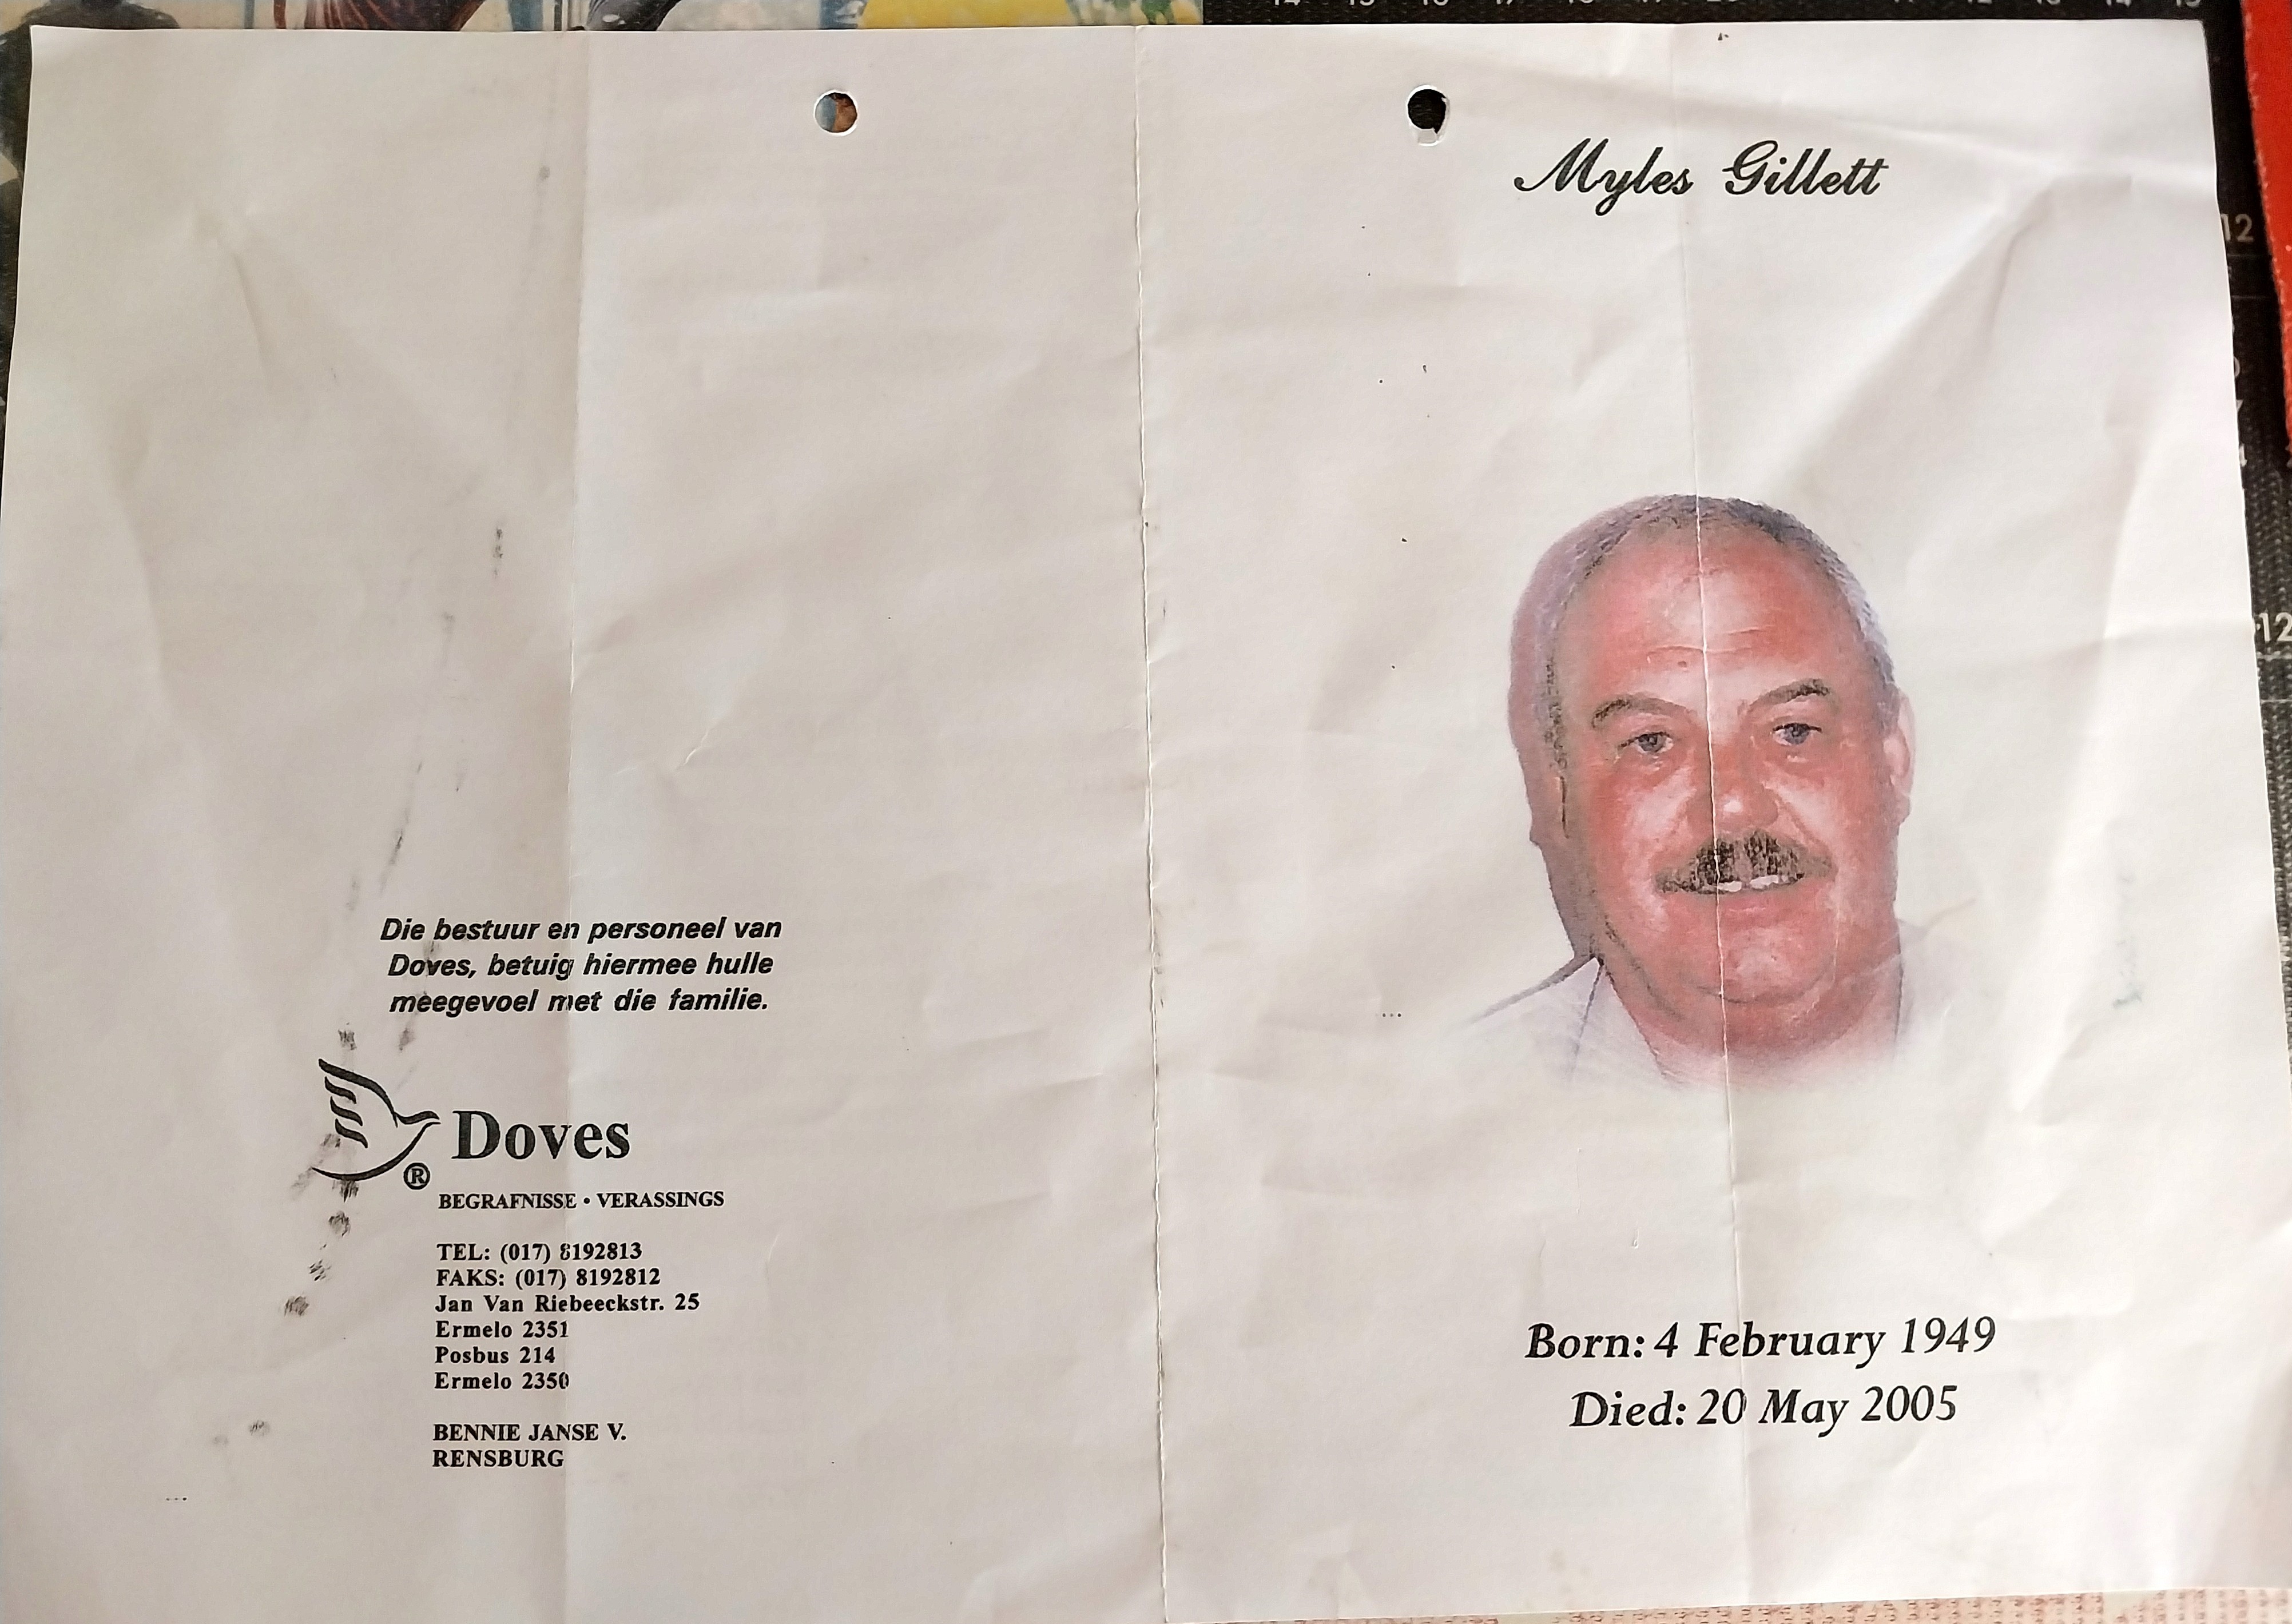 Die bestuur en personeel van
Doves, betuig hiermee hulle
meegevoel met die familie.
Doves
®
BEGRAFNISSE • VERASSINGS
TEL: (017) 8192813
FAKS: (017) 8192812
Jan Van Riebeeckstr. 25
Ermelo 2351
Posbus 214
Ermelo 2350
BENNIE JANSE V.
RENSBURG
Myles Gillett
Born: 4 February 1949
Died: 20 May 2005
12
12